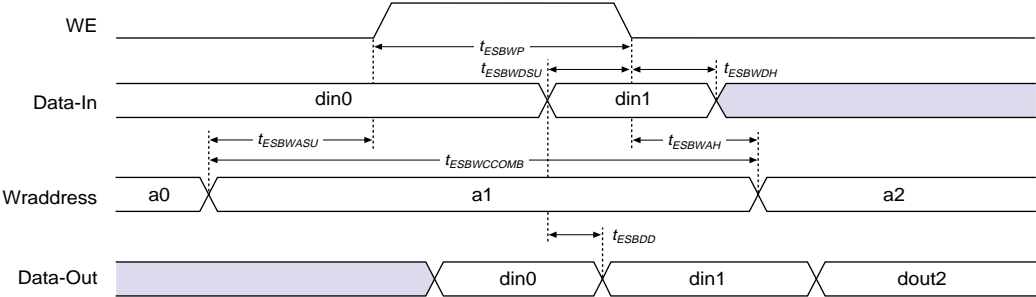 WE
tESBWP
tESBWDSU
tESBWDH
Data-In din0 din1
tESBWASU
tESBWAH
tESBWCCOMB
Wraddress a0 a1 a2
tESBDD
Data-Out din0 din1 dout2